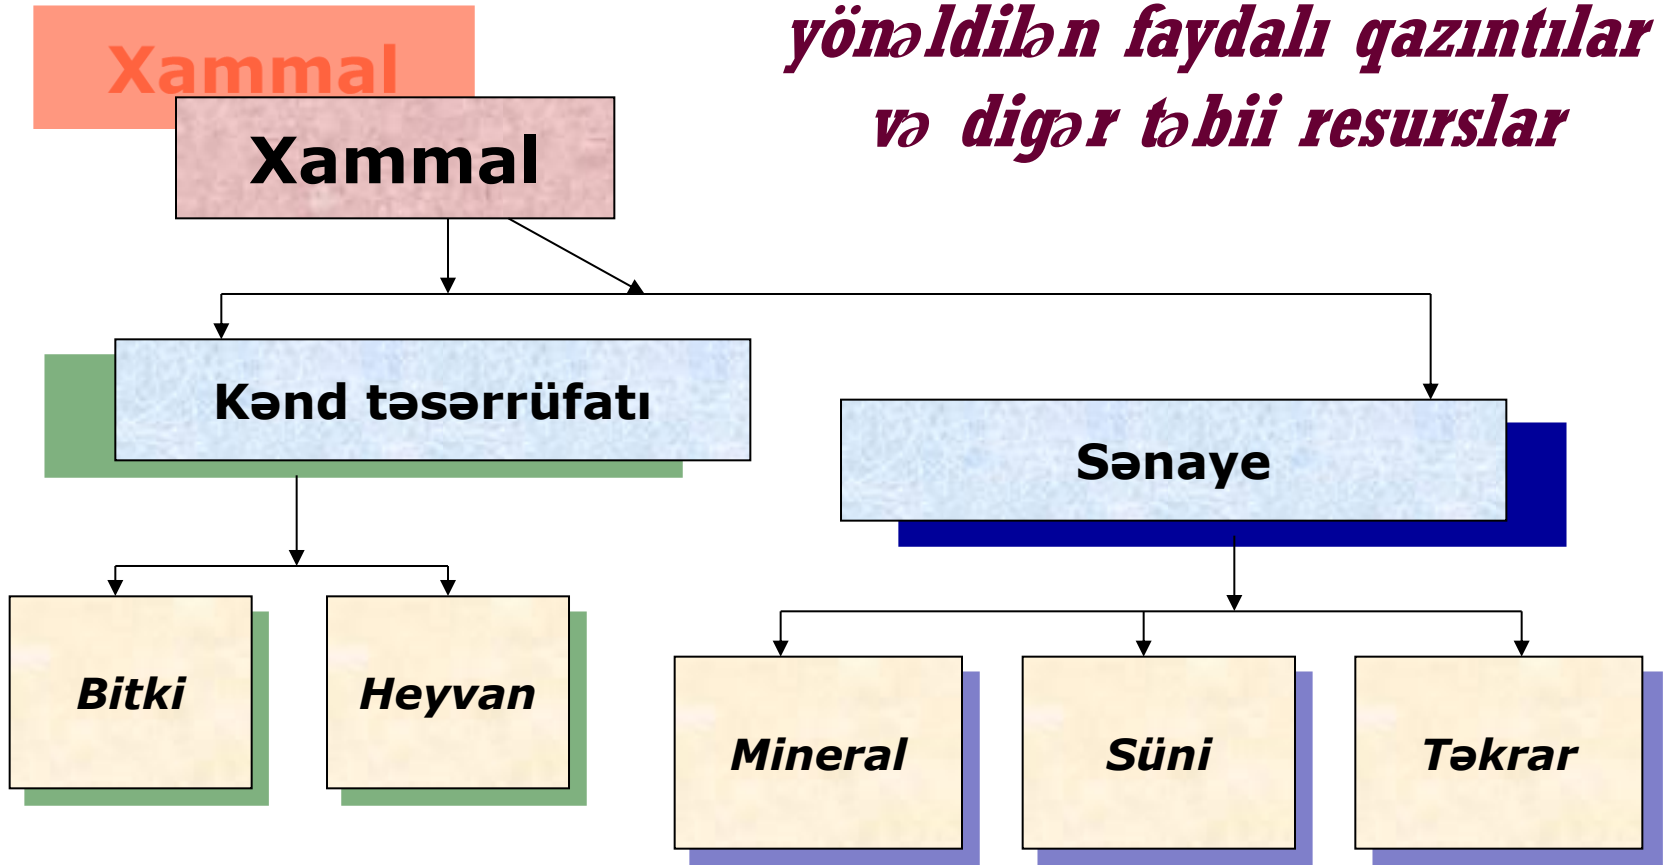 yönəldilən faydalı qazıntılar
və digər təbii resurslar
Xammal
Xammal
Kənd təsərrüfatı
Sənaye
Bitki
Heyvan
Mineral
Süni
Təkrar